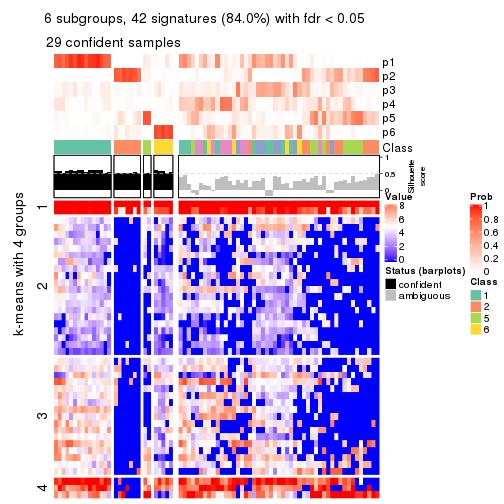 6 subgroups, 42 signatures (84.0%) with fdr < 0.05
29 confident samples
p1
p2
p3
p4
p5
p6
Class
1
0.5
0
Silhouette
score
k-means with 4 groups
1
2
3
4
Value
8
6
4
2
0
Status (barplots)
confident
ambiguous
Prob
1
0.8
0.6
0.4
0.2
0
Class
1
2
5
6